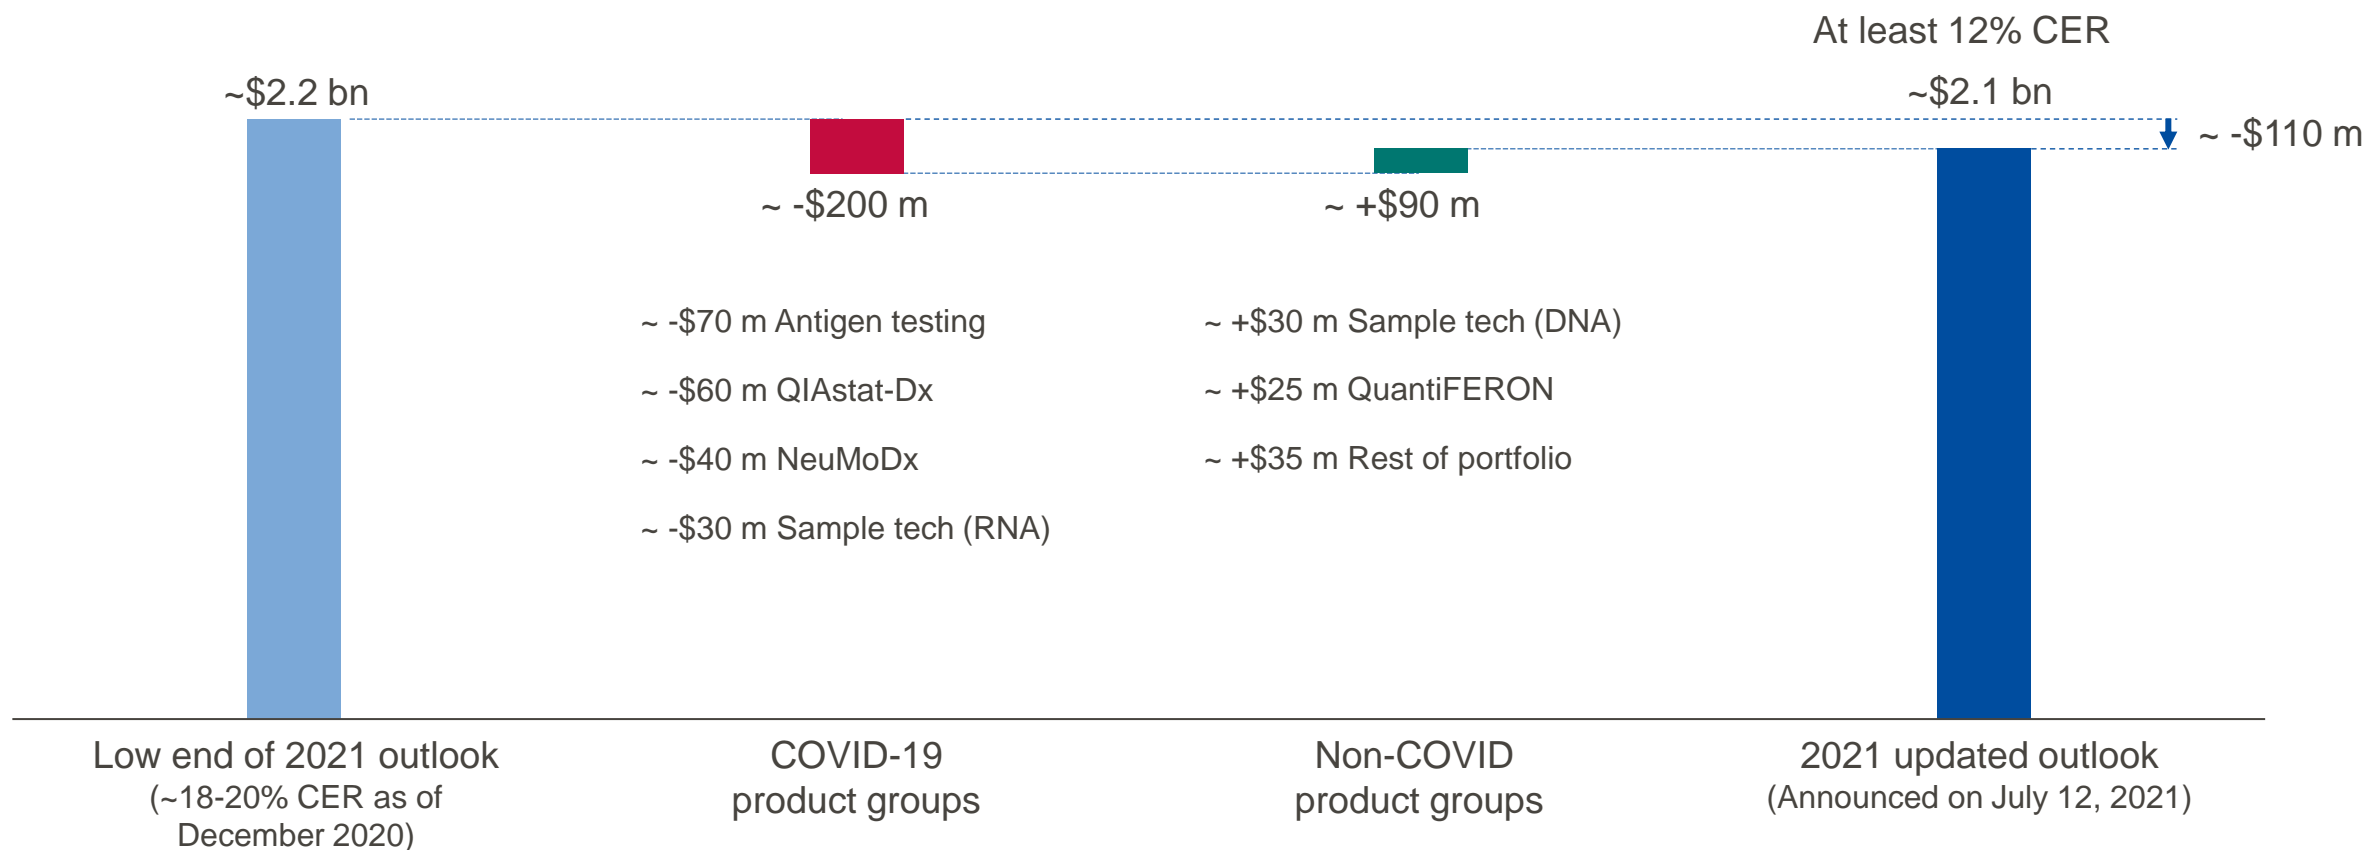 At least 12% CER
~$2.2 bn
~$2.1 bn
~ -$110 m
~ -$200 m
~ +$90 m
~ -$70 m Antigen testing
~ -$60 m QIAstat-Dx
~ -$40 m NeuMoDx
~ -$30 m Sample tech (RNA)
~ +$30 m Sample tech (DNA)
~ +$25 m QuantiFERON
~ +$35 m Rest of portfolio
Low end of 2021 outlook
(~18-20% CER as of
December 2020)
COVID-19
product groups
Non-COVID
product groups
2021 updated outlook
(Announced on July 12, 2021)